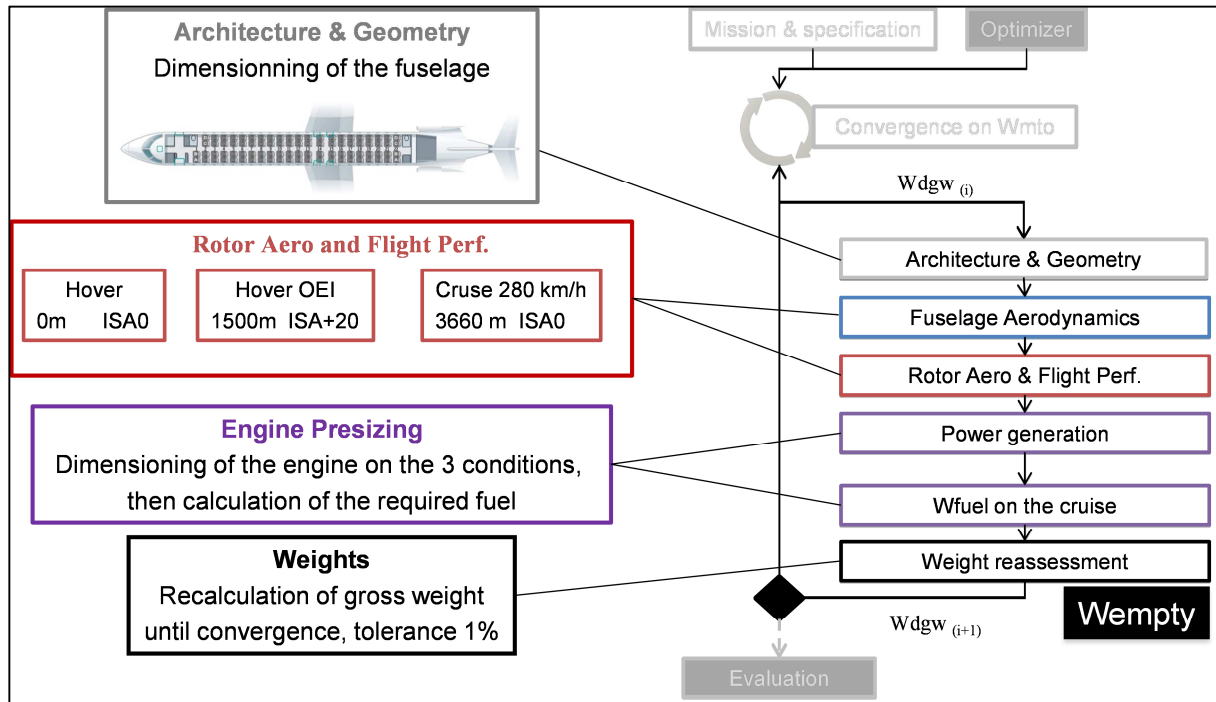 Architecture & Geometry
Dimensionning of the fuselage
Rotor Aero and Flight Perf.
Hover
0m ISA0
Hover OEI
1500m ISA+20
Cruse 280 km/h
3660 m ISA0
Engine Presizing
Dimensioning of the engine on the 3 conditions,
then calculation of the required fuel
Weights
Recalculation of gross weight
until convergence, tolerance 1%
Mission & specification
Optimizer
Convergence on Wmto
Wdgw (i)
Architecture & Geometry
Fuselage Aerodynamics
Rotor Aero & Flight Perf.
Power generation
Wfuel on the cruise
Weight reassessment
Wempty
Wdgw (i+1)
Evaluation